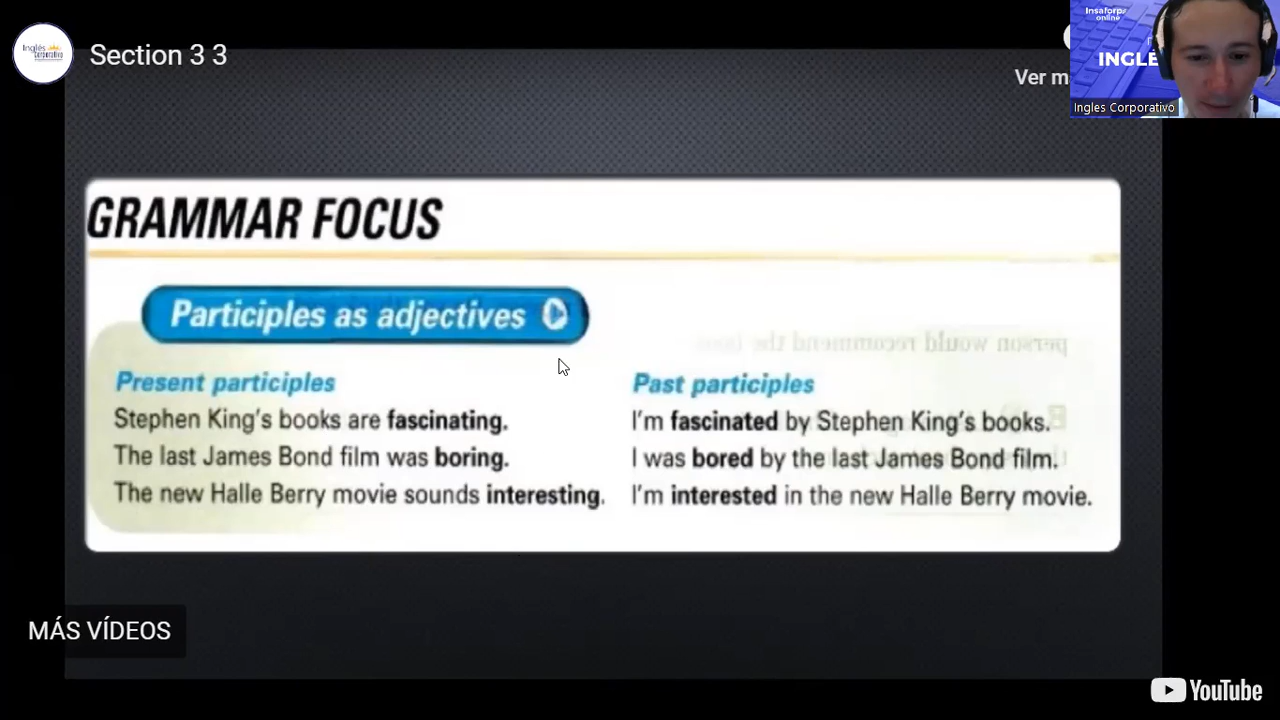 Inglés
Corporativo
Section 3 3
Ver m
Insaforp
online
INGLÉ
Ingles Corporativo
GRAMMAR FOCUS
Participles as adjectives
person would recommend the
Present participles
Stephen King's books are fascinating.
The last James Bond film was boring.
The new Halle Berry movie sounds interesting.
Past participles
I'm fascinated by Stephen King's books.
I was bored by the last James Bond film.
I'm interested in the new Halle Berry movie.
MÁS VÍDEOS
YouTube